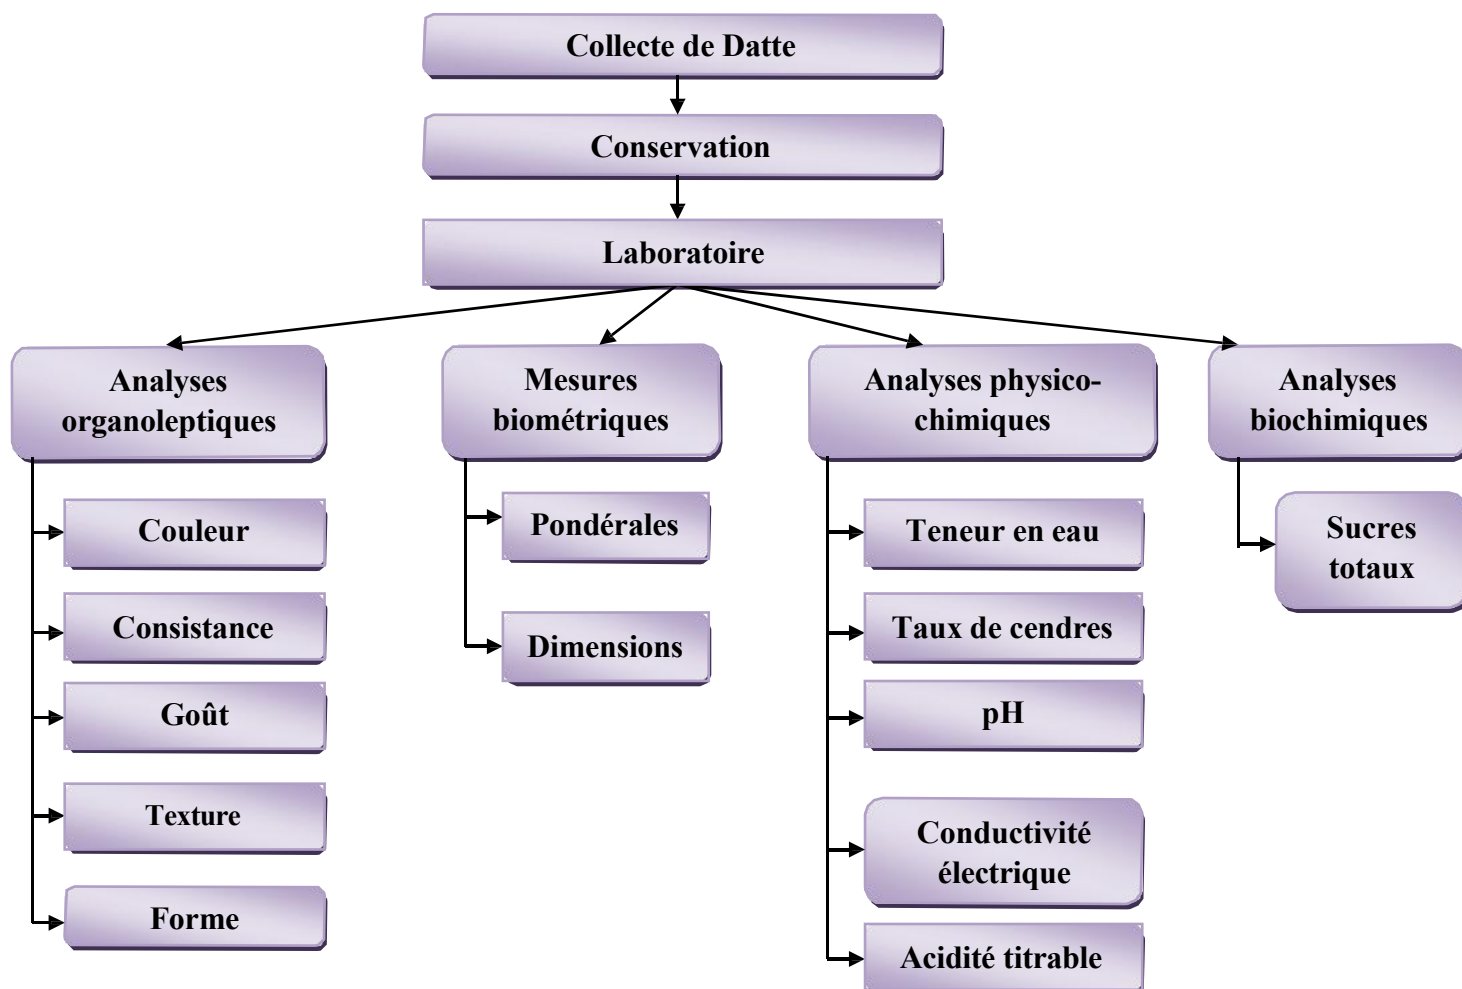 Collecte de Datte
Conservation
Laboratoire
Analyses
organoleptiques
Couleur
Consistance
Goût
Texture
Forme
Mesures
biométriques
Pondérales
Dimensions
Analyses physico-
chimiques
Teneur en eau
Taux de cendres
pH
Conductivité
électrique
Acidité titrable
Analyses
biochimiques
Sucres
totaux